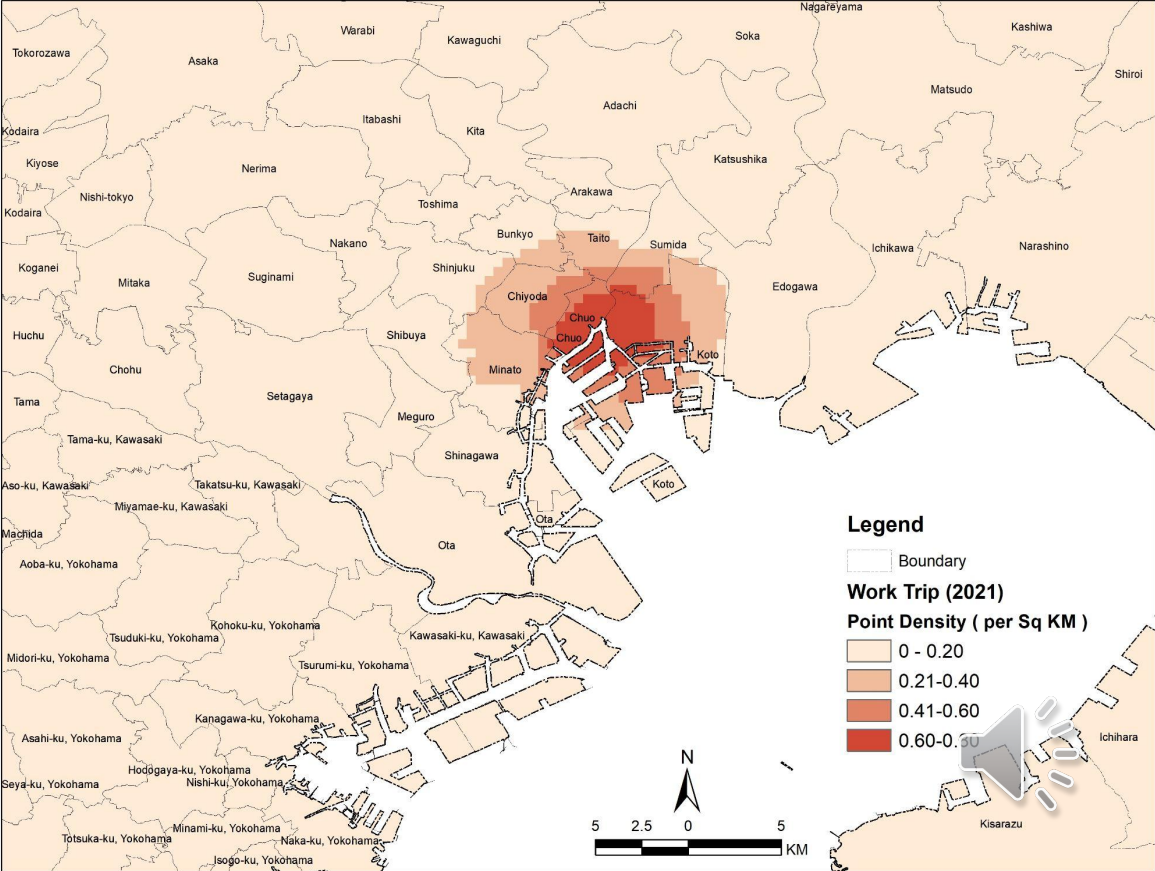 Nagareyama
Kashiwa
Warabi
Kawaguchi
Soka
Tokorozawa
Asaka
Shiroi
Matsudo
Adachi
Itabashi
Kita
Kodaira
Katsushika
Kiyose
Nerima
Nishi-tokyo
Arakawa
Toshima
Kodaira
Bunkyo
Taito
Sumida
Nakano
Ichikawa
Narashino
Koganei
Shinjuku
Suginami
Mitaka
Edogawa
Chiyoda
Chuo
Huchu
Shibuya
Chuo
Koto
Chohu
Minato
Setagaya
Tama
Meguro
Tama-ku, Kawasaki
Shinagawa
Aso-ku, Kawasaki
Takatsu-ku, Kawasaki
Koto
Miyamae-ku, Kawasaki
Ota
Machida
Ota
Aoba-ku, Yokohama
Kohoku-ku, Yokohama
Tsuduki-ku, Yokohama
Kawasaki-ku, Kawasaki
Midori-ku, Yokohama
Tsurumi-ku, Yokohama
Kanagawa-ku, Yokohama
Asahi-ku, Yokohama
Hodogaya-ku, Yokohama
Seya-ku, Yokohama
Nishi-ku, Yokohama
Minami-ku, Yokohama
Totsuka-ku, Yokohama
Naka-ku, Yokohama
Isogo-ku, Yokohama
Legend
Boundary
Work Trip (2021)
Point Density ( per Sq KM )
0 - 0.20
0.21-0.40
0.41-0.60
0.60-0.80
Ichihara
Kisarazu
N
5 2.5 0 5
KM